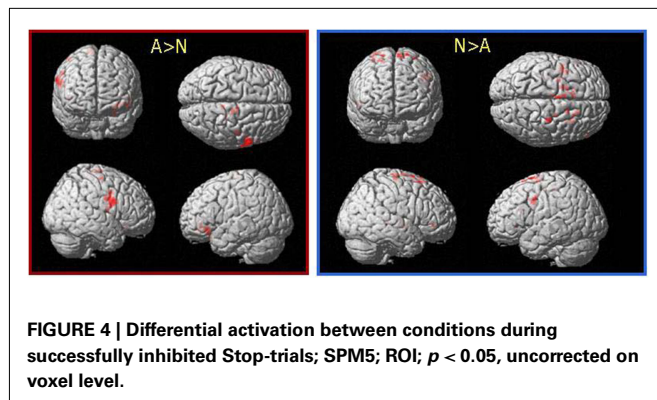 A>N
N>A
FIGURE 4 | Differential activation between conditions during
successfully inhibited Stop-trials; SPM5; ROI; p < 0.05, uncorrected on
voxel level.